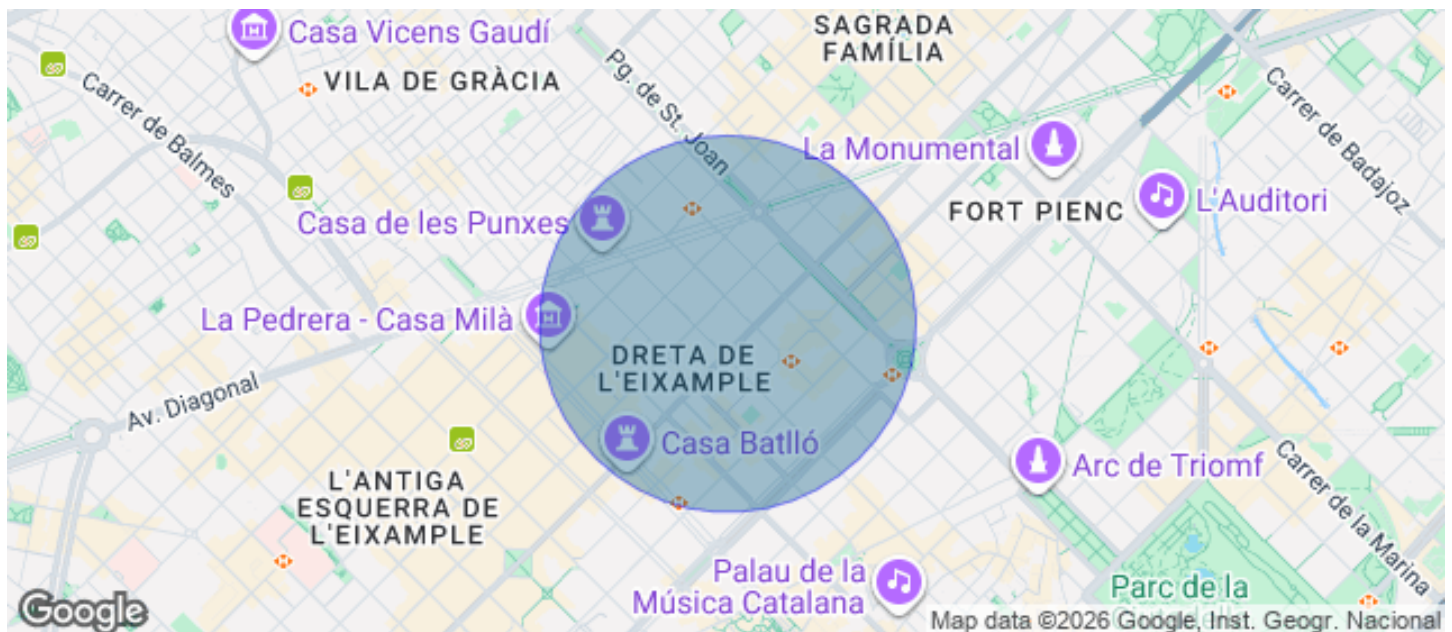 Casa Vicens Gaudí
SAGRADA
FAMÍLIA
VILA DE GRÀCIA
Pg. de St. Joan
Carrer de Balmes
Carrer de Badajoz
La Monumental
Casa de les Punxes
FORT PIENC
L'Auditori
La Pedrera - Casa Milà
DRETA DE
L'EIXAMPLE
Av. Diagonal
Casa Batlló
Arc de Triomf
L'ANTIGA
ESQUERRA DE
L'EIXAMPLE
Carrer de la Marina
Palau de la
Música Catalana
Parc de la
Google
Map data ©2026 Google, Inst. Geogr. Nacional